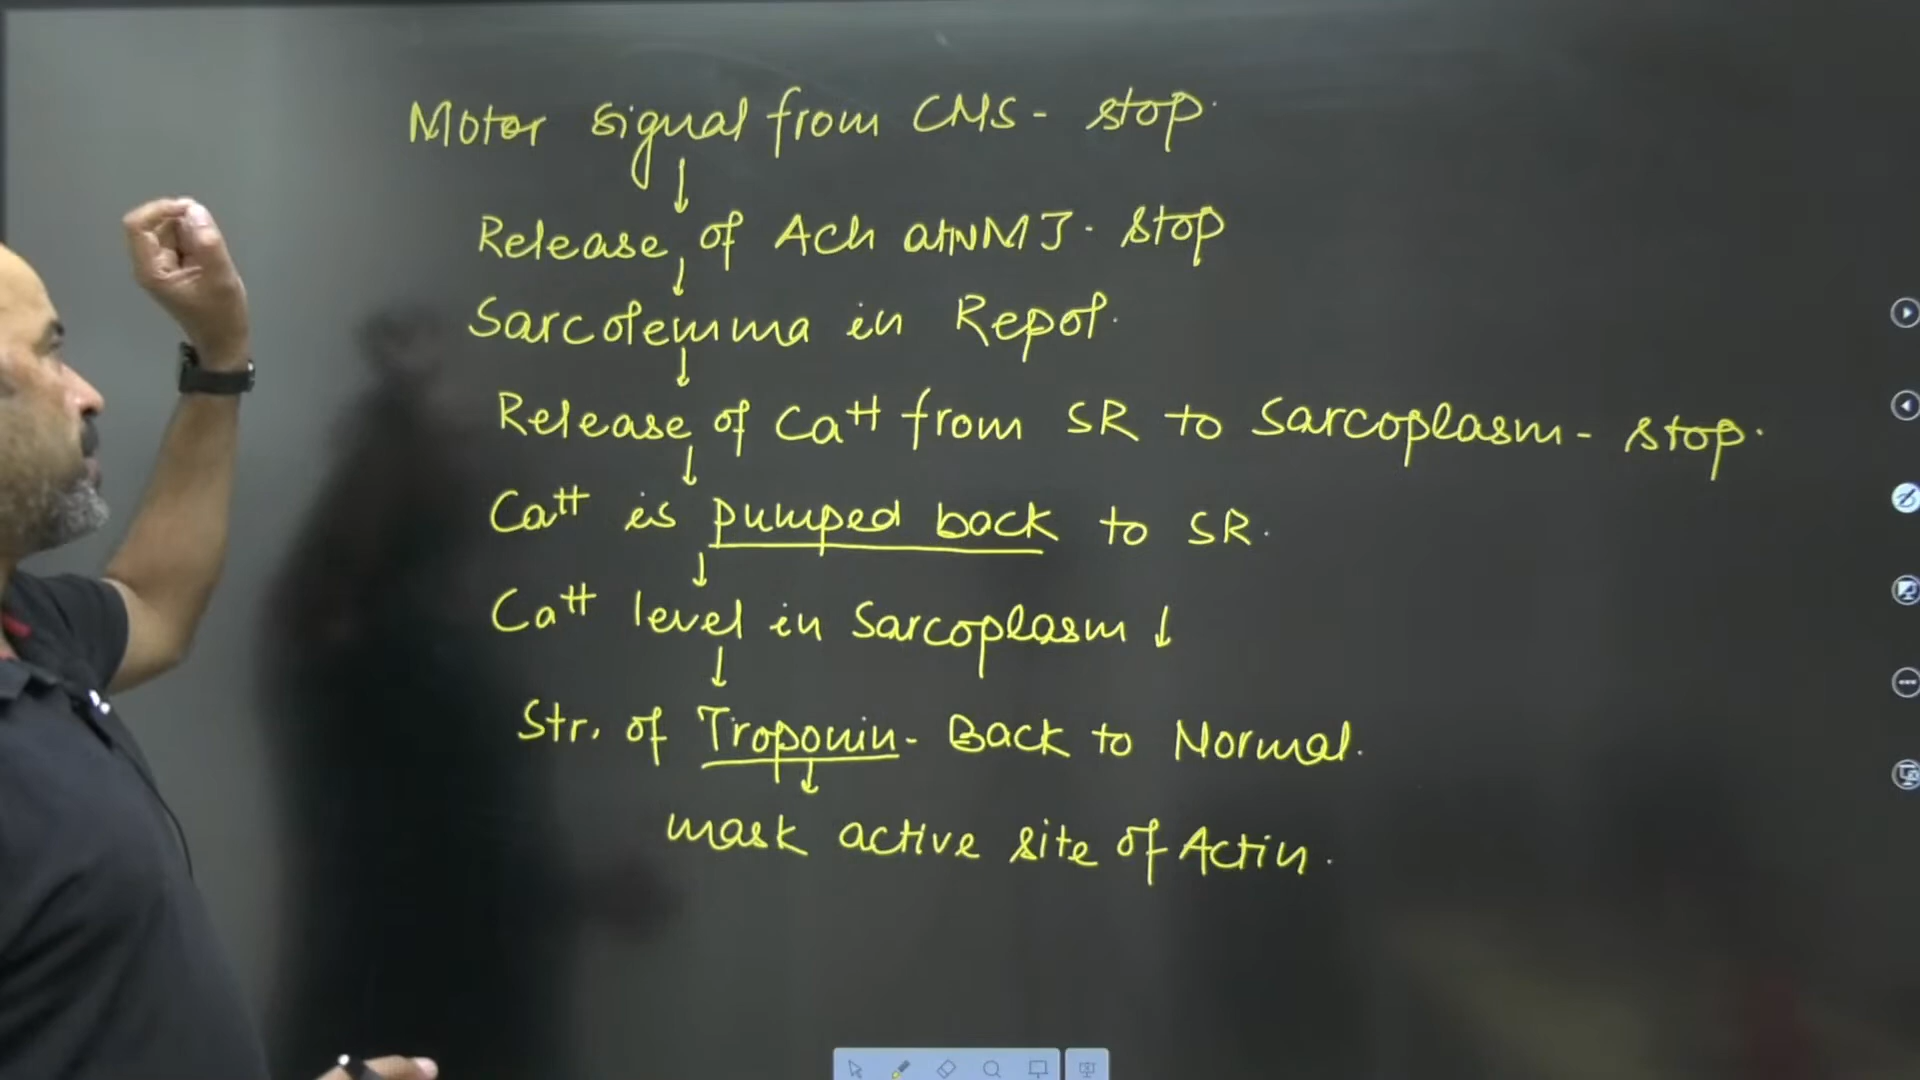 Motor signal from CNS - stop.
↓
Release of Ach at NMJ - stop
↓
Sarcolemma in Repol.
↓
Release of Ca++ from SR to Sarcoplasm - stop.
↓
Ca++ is pumped back to SR.
↓
Ca++ level in Sarcoplasm ↓
↓
Str. of Troponin - Back to Normal.
↓
mask active site of Actin.